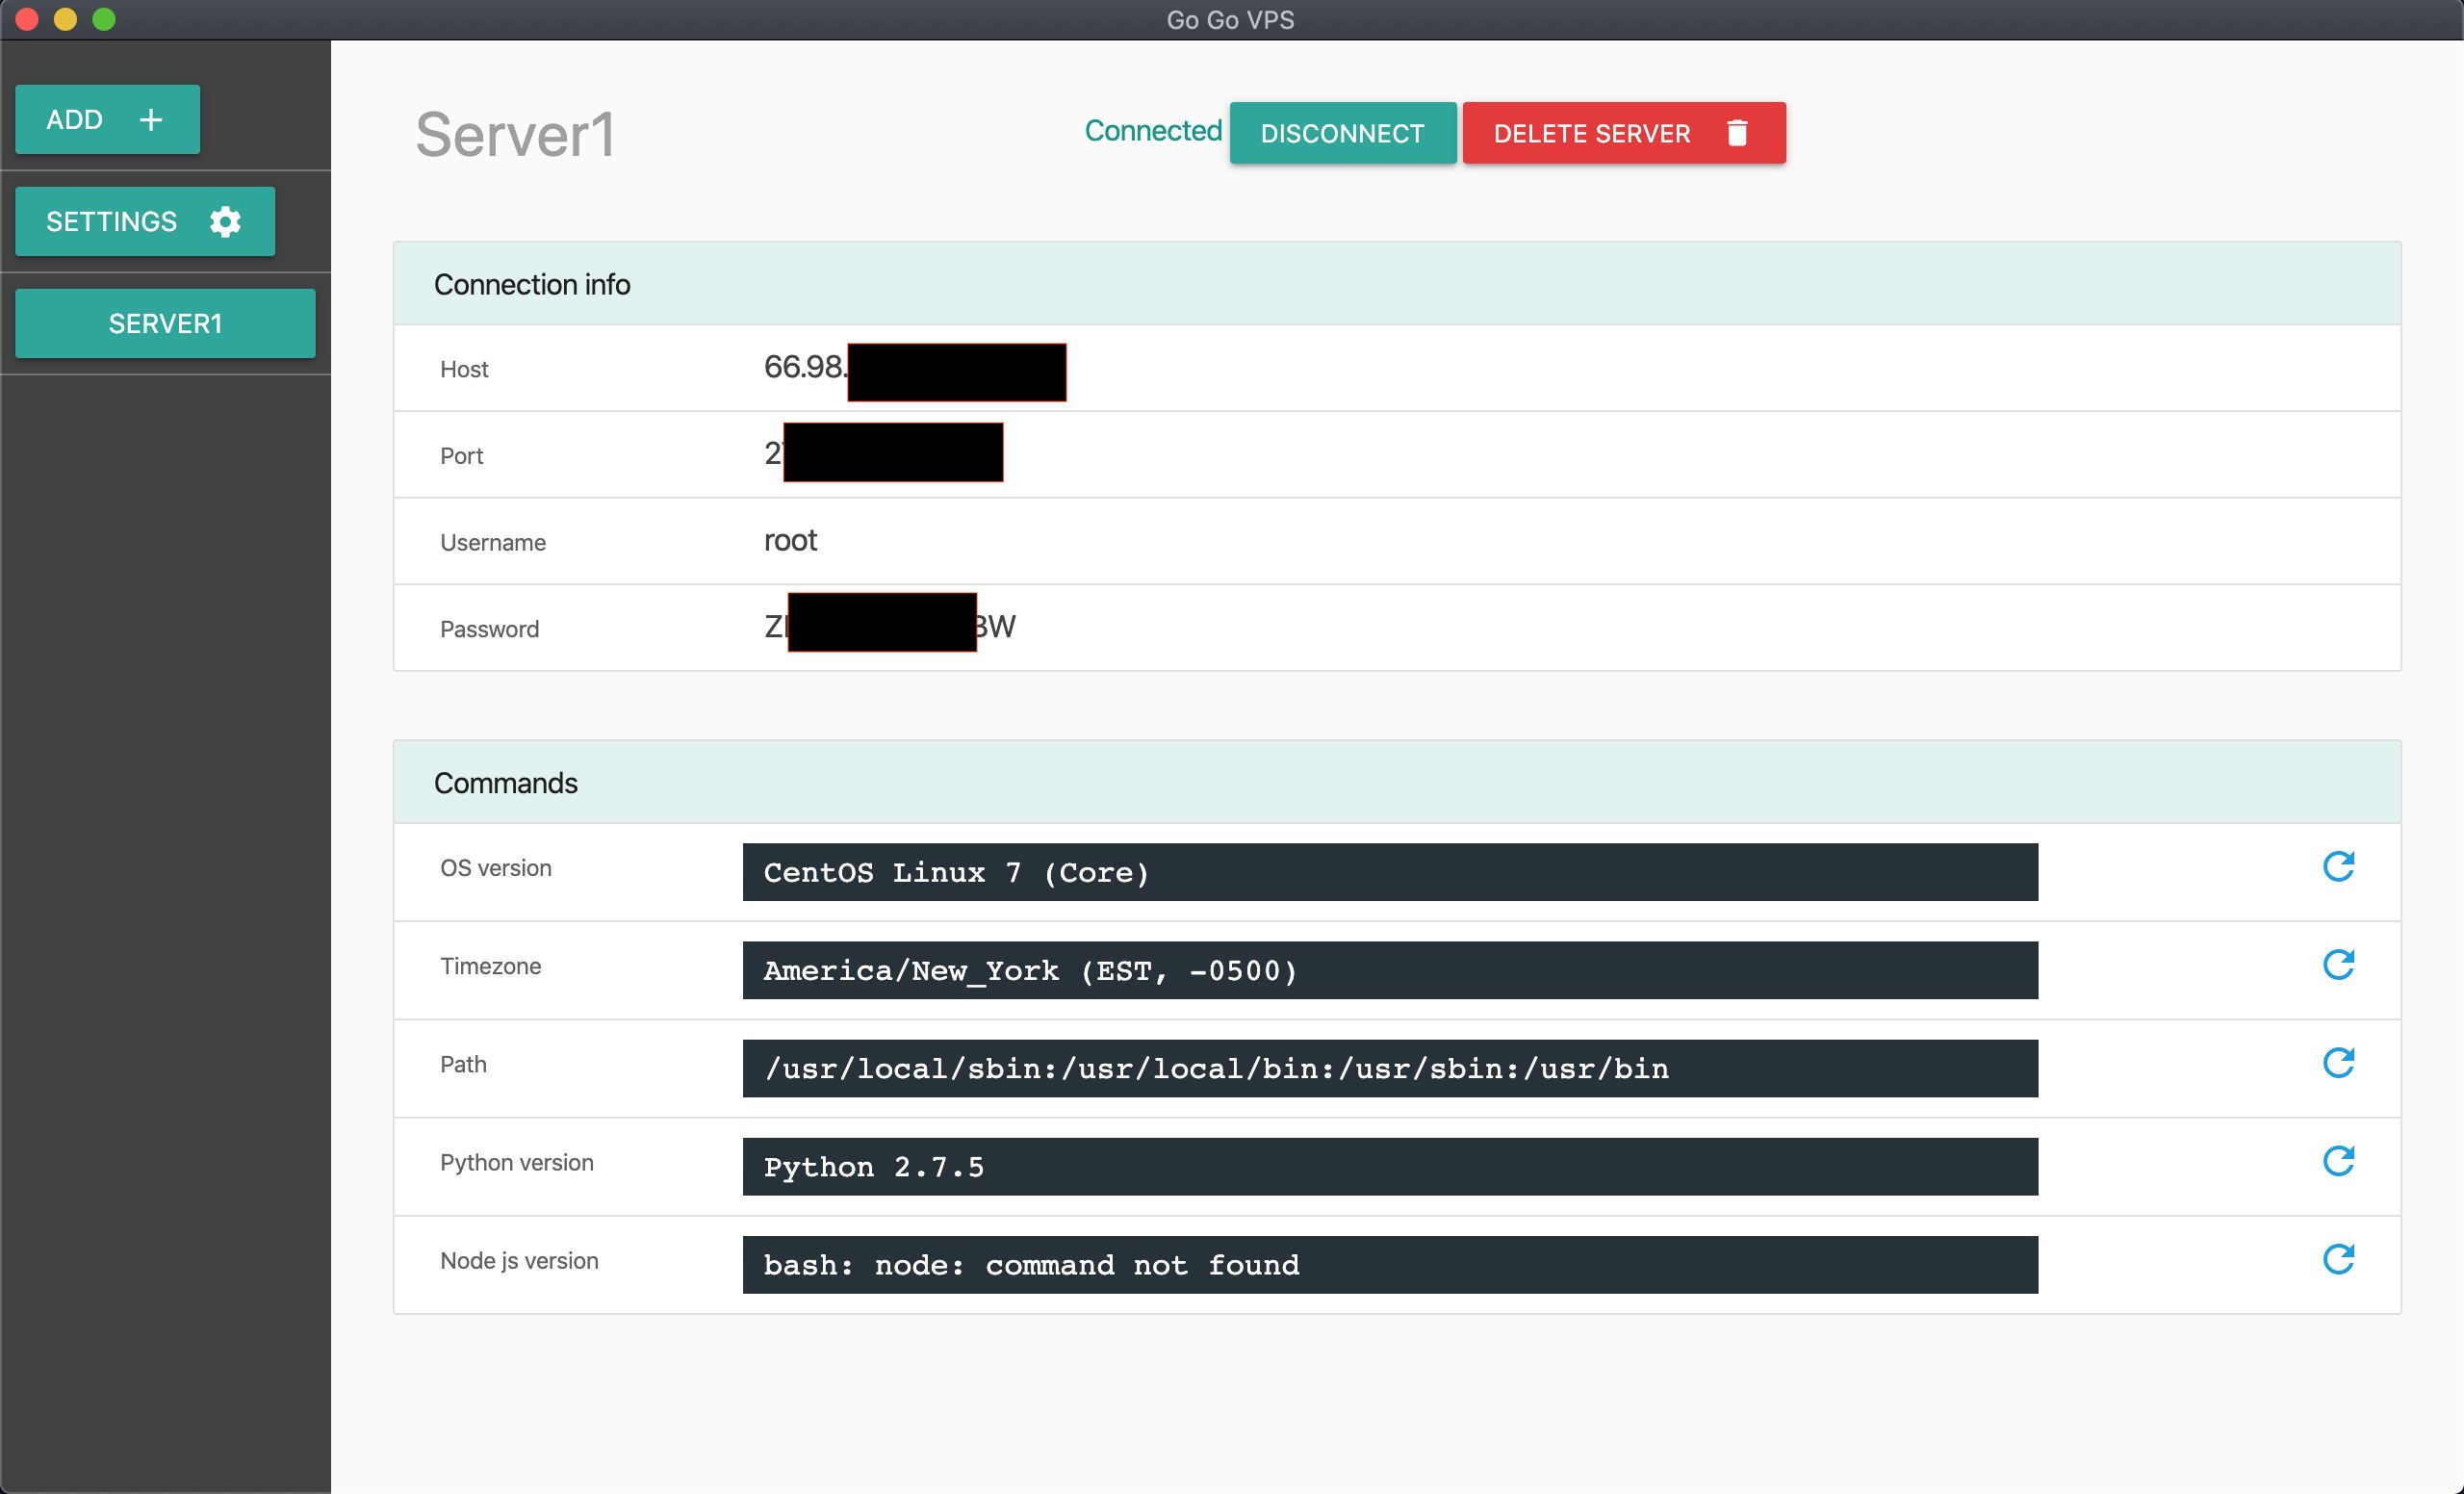 Go Go VPS
ADD
SETTINGS
SERVER1
Server1
Connected
DISCONNECT
DELETE SERVER
Connection info
Host 66.98.
Port 2
Username root
Password Z BW
Commands
OS version CentOS Linux 7 (Core)
Timezone America/New_York (EST, -0500)
Path /usr/local/sbin:/usr/local/bin:/usr/sbin:/usr/bin
Python version Python 2.7.5
Node js version bash: node: command not found